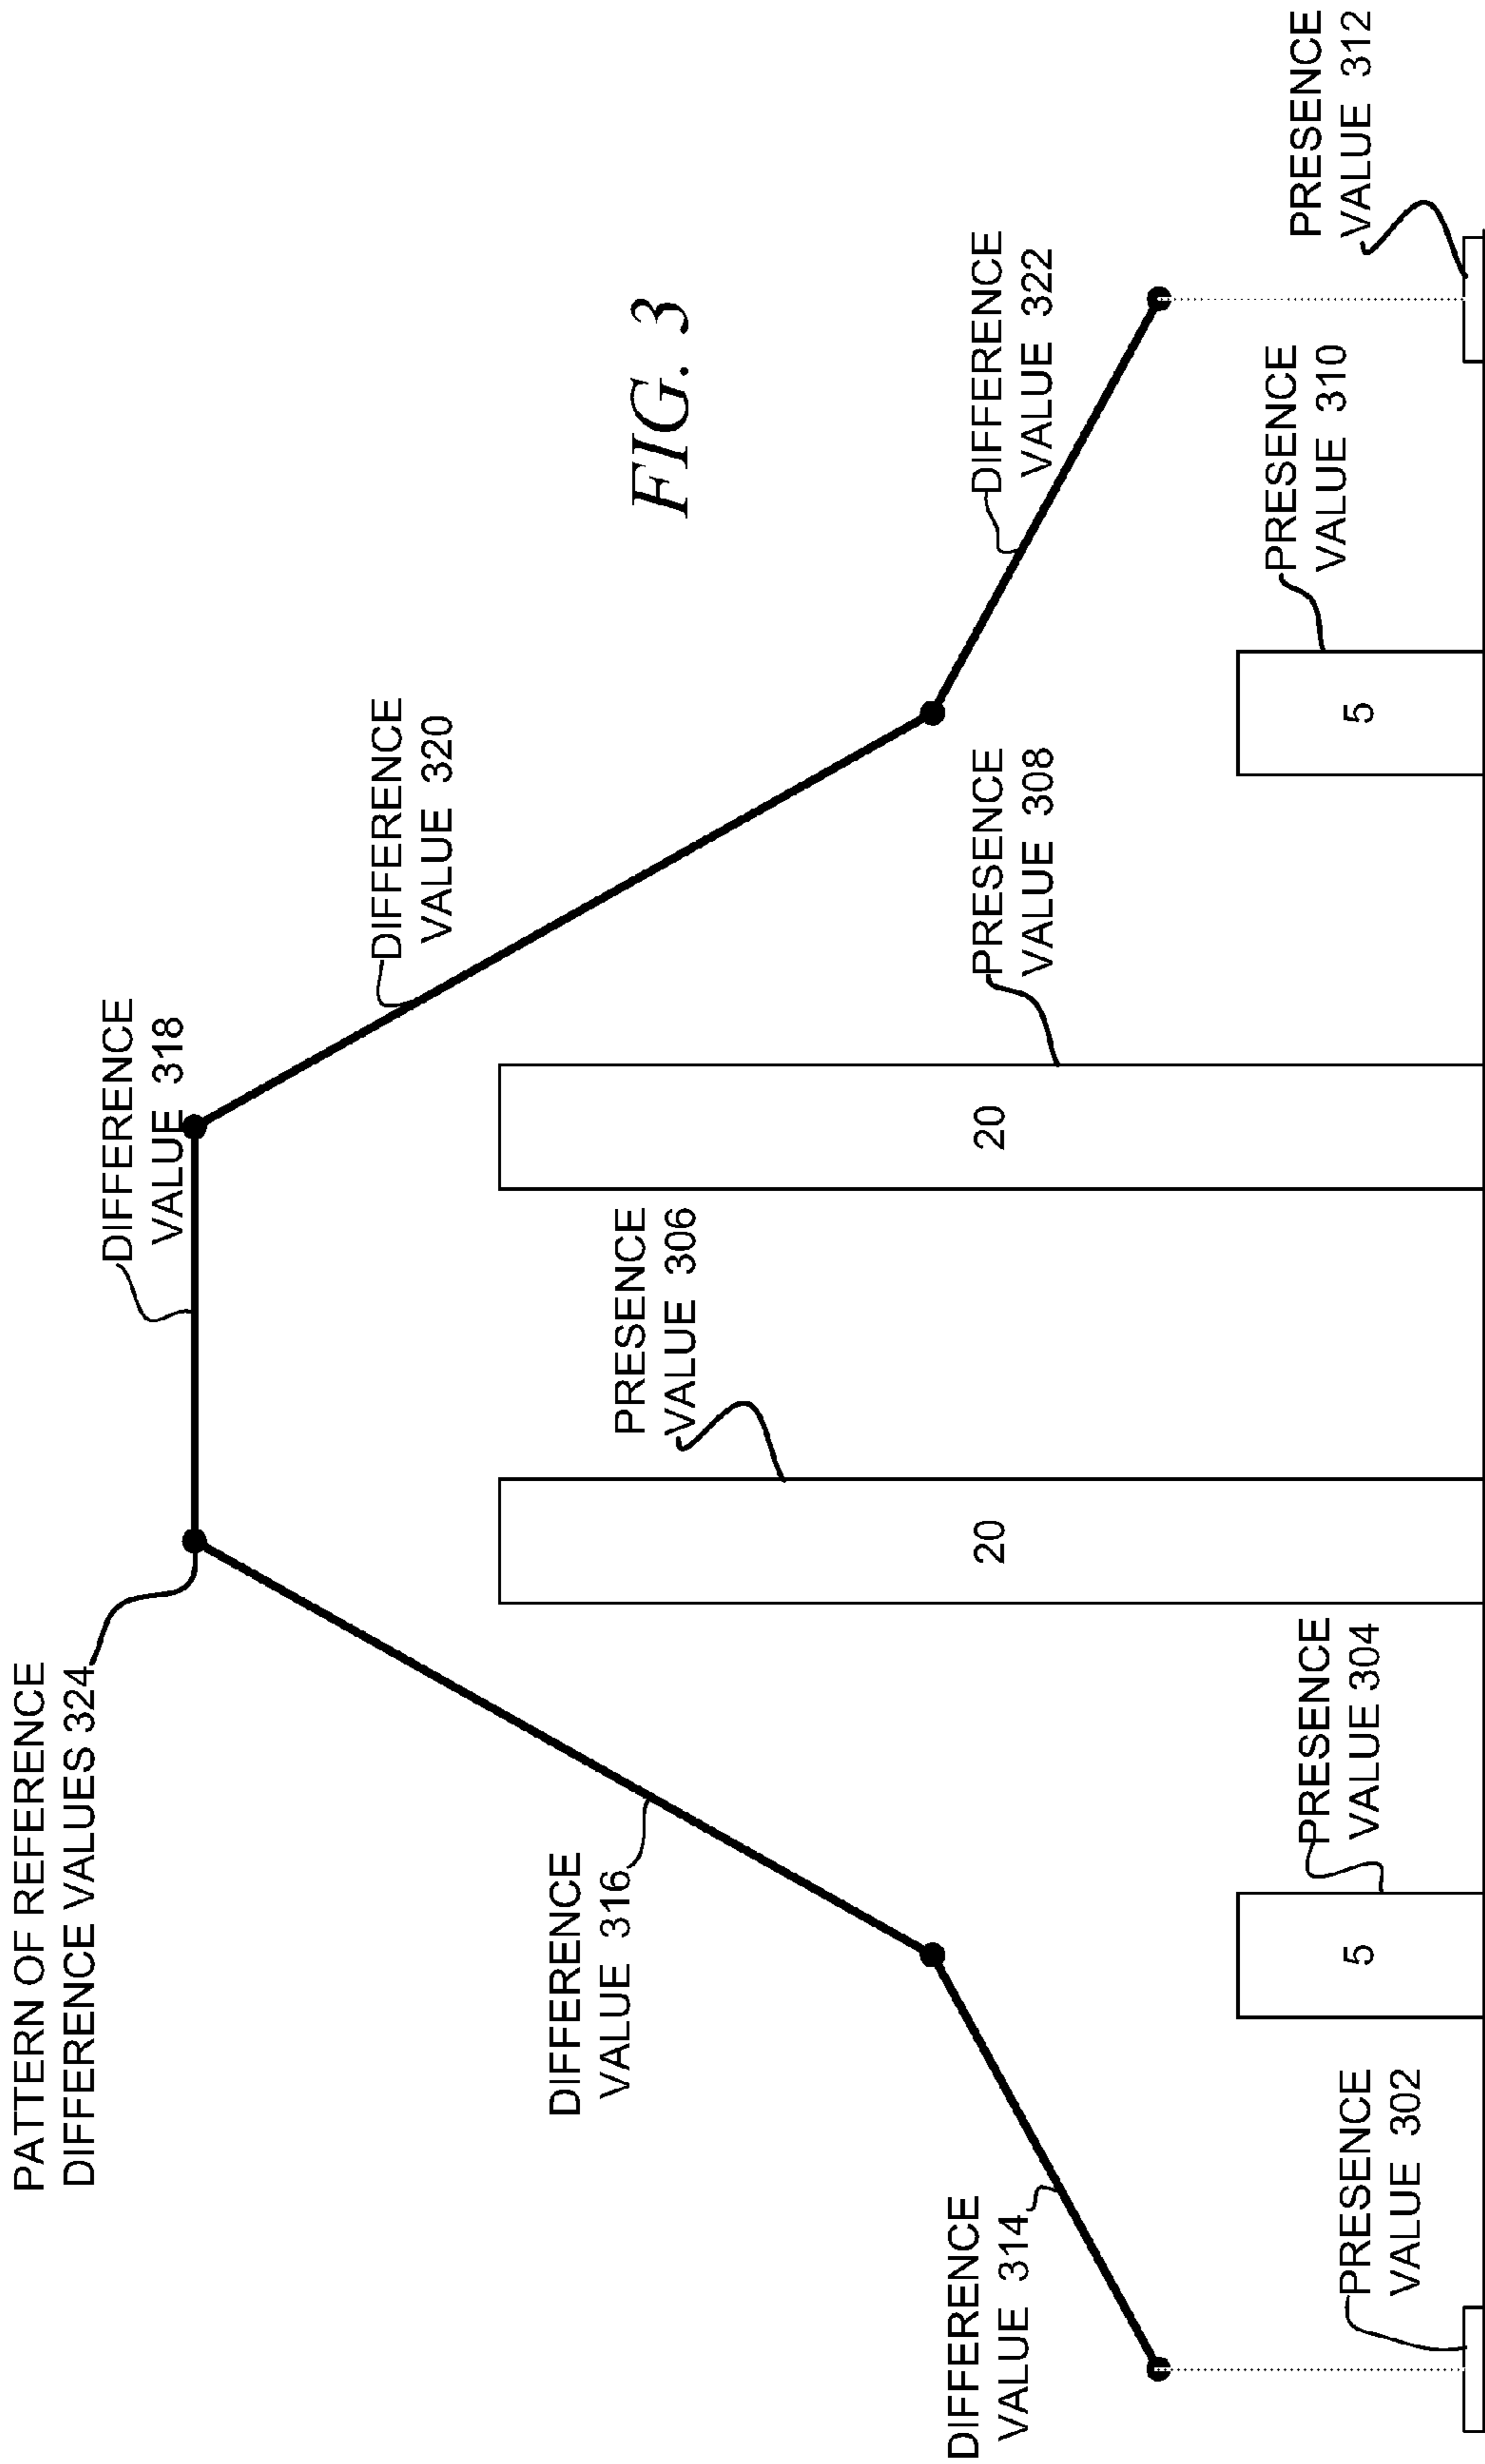 PATTERN OF REFERENCE
DIFFERENCE VALUES 324
DIFFERENCE
VALUE 318
DIFFERENCE
VALUE 320
DIFFERENCE
VALUE 316
FIG. 3
PRESENCE
VALUE 306
DIFFERENCE
VALUE 314
PRESENCE
VALUE 308
DIFFERENCE
VALUE 322
20
20
PRESENCE
VALUE 302
PRESENCE
VALUE 304
PRESENCE
VALUE 310
PRESENCE
VALUE 312
5
5